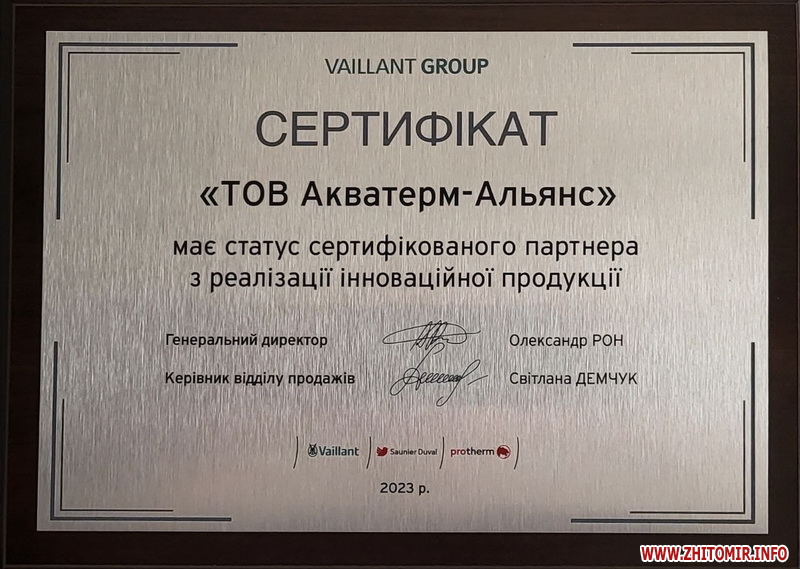 VAILLANT GROUP
СЕРТИФІКАТ
«ТОВ Акватерм-Альянс»
має статус сертифікованого партнера
з реалізації інноваційної продукції
Генеральний директор Олександр РОН
Керівник відділу продажів Світлана ДЕМЧУК
Vaillant Saunier Duval protherm
2023 р.
WWW.ZHITOMIR.INFO